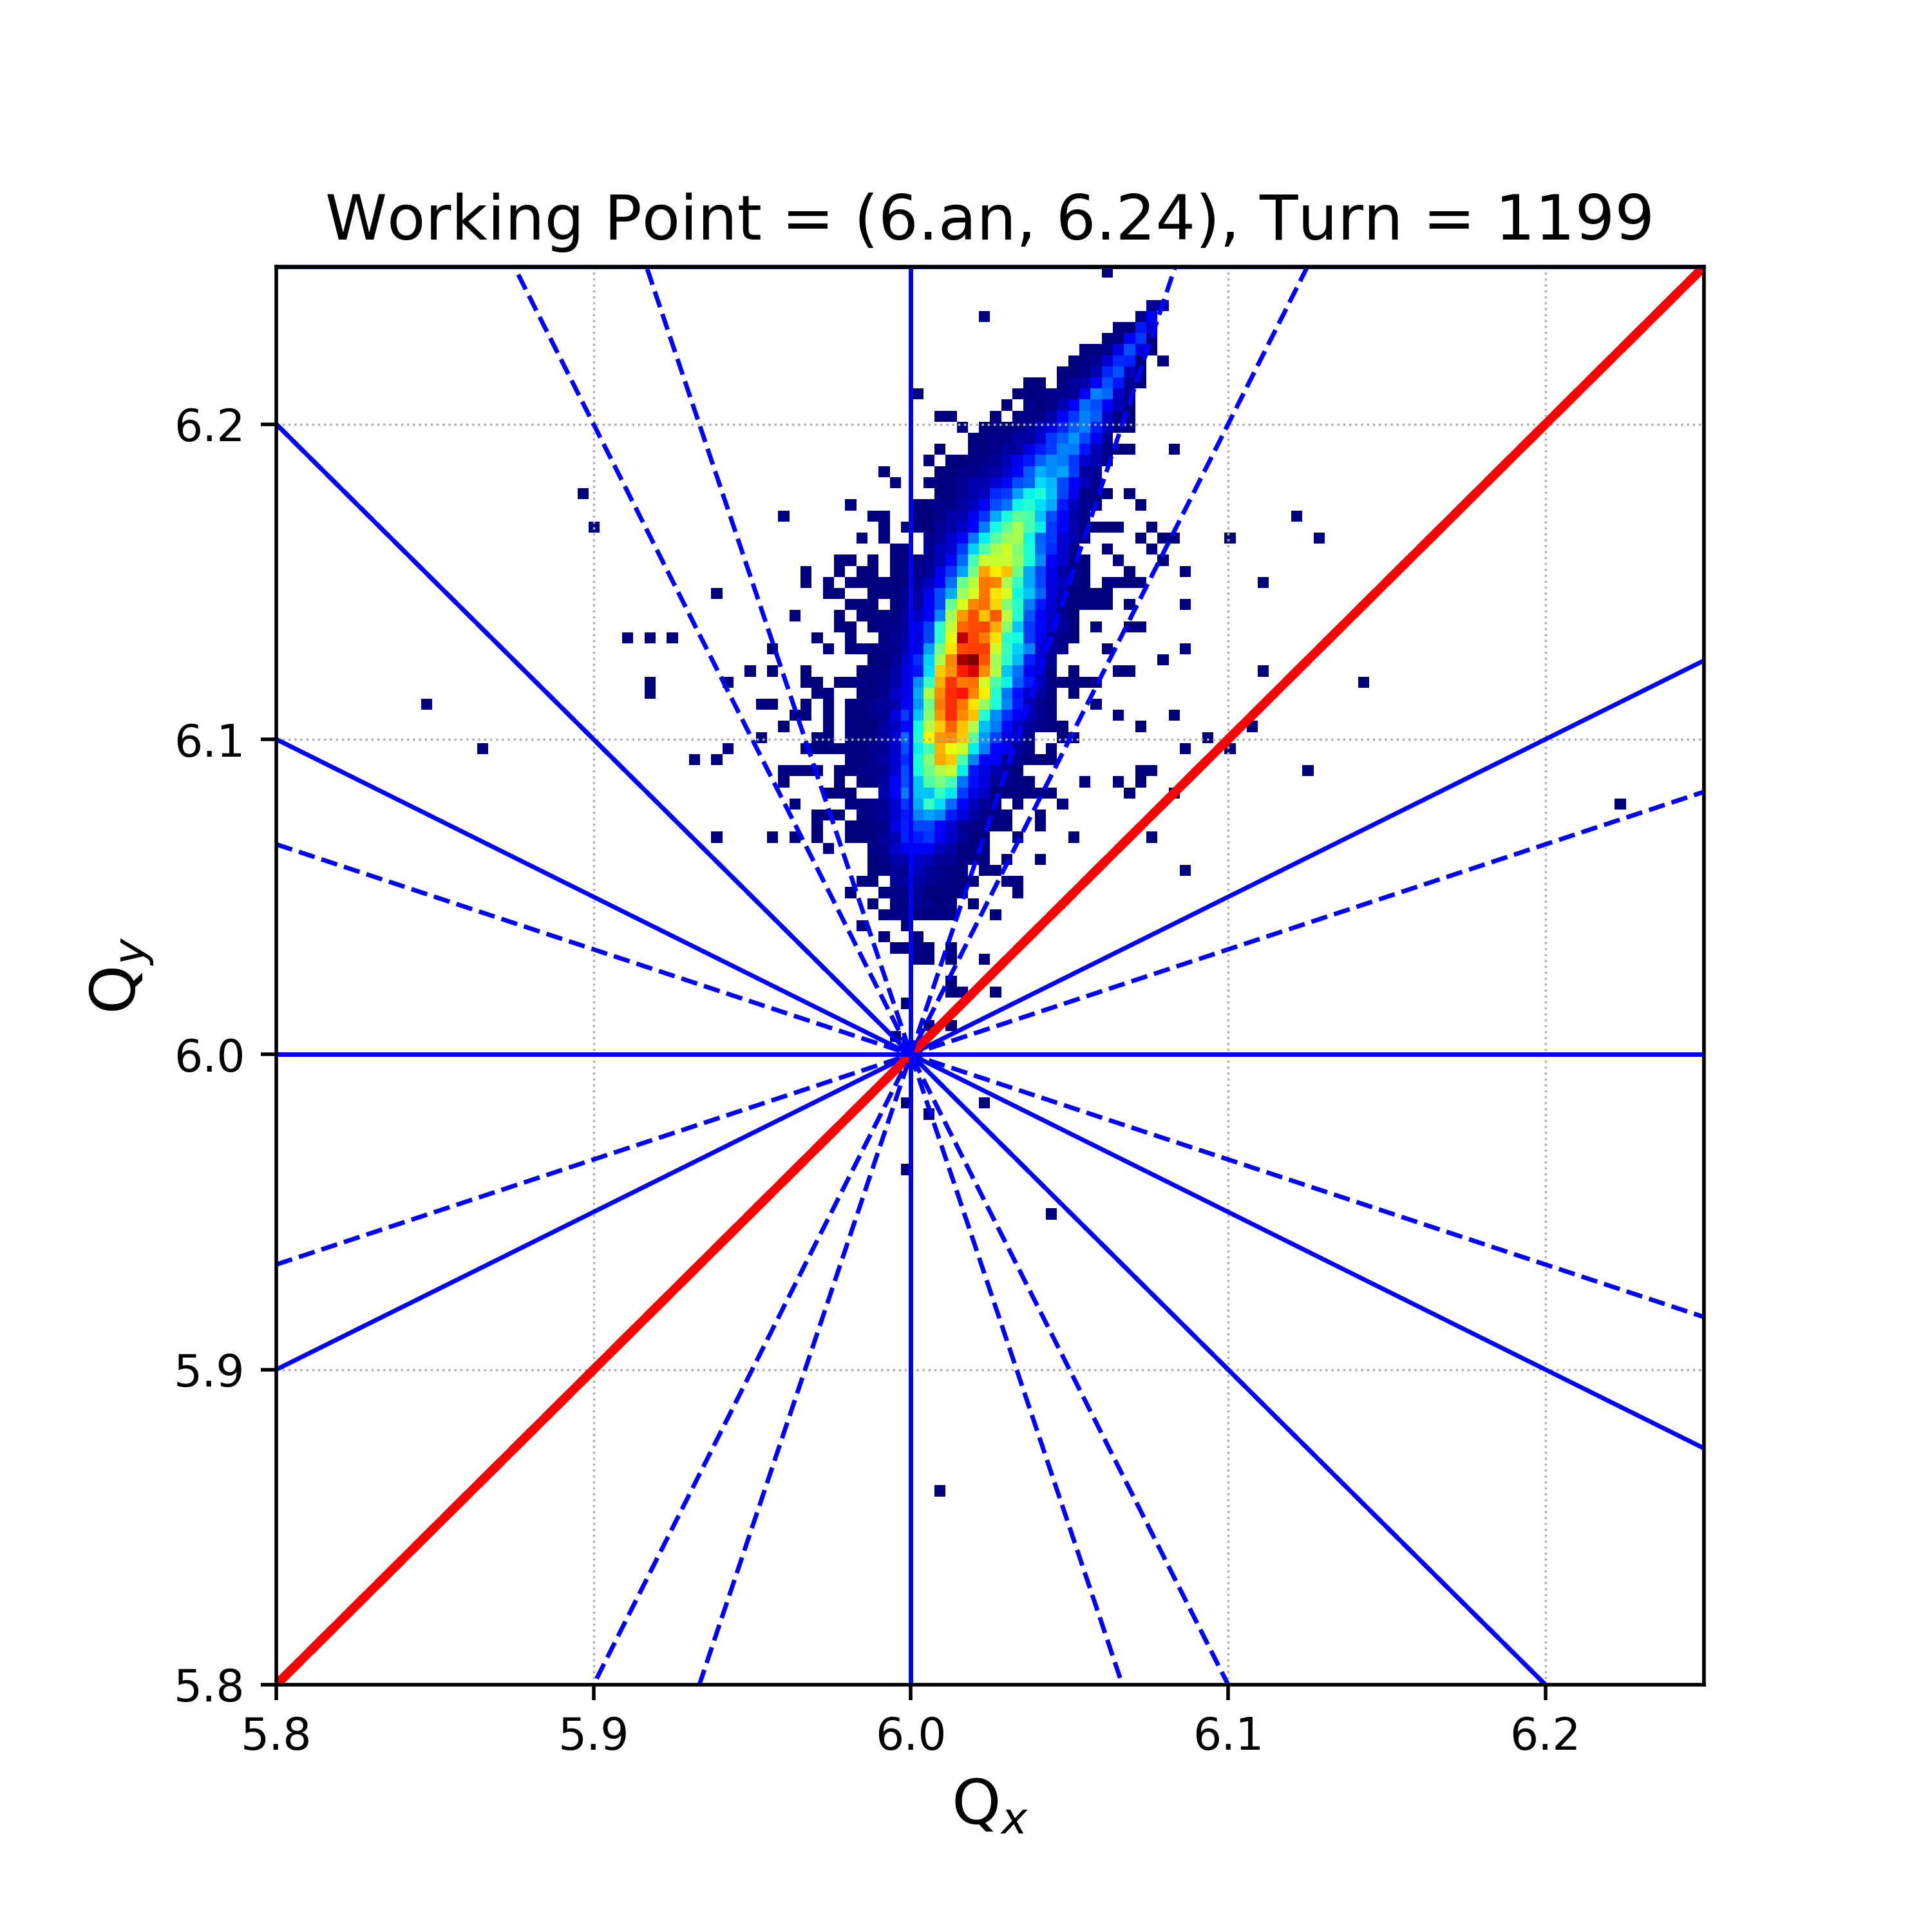 Working Point = (6.an, 6.24), Turn = 1199
6.2
6.1
6.0
5.9
5.8
Qy
5.8 5.9 6.0 6.1 6.2
Qx